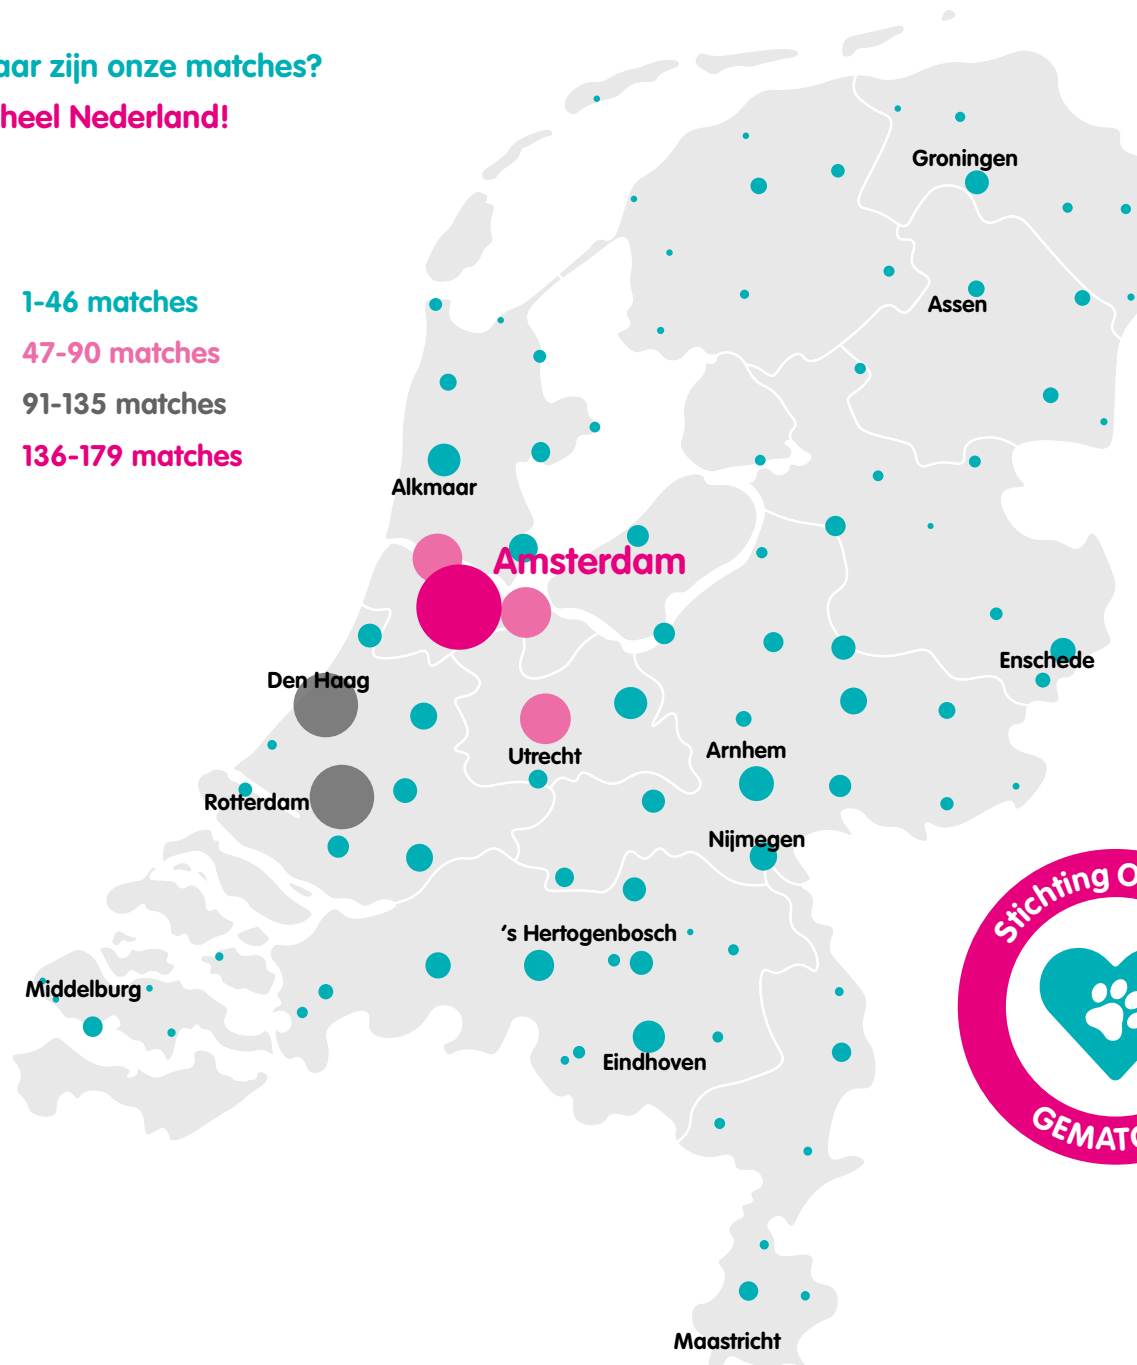 aar zijn onze matches?
heel Nederland!
1-46 matches
47-90 matches
91-135 matches
136-179 matches
Groningen
Assen
Alkmaar
Amsterdam
Enschede
Den Haag
Utrecht
Arnhem
Rotterdam
Nijmegen
's Hertogenbosch
Middelburg
Eindhoven
Maastricht
Stichting O
GEMATC